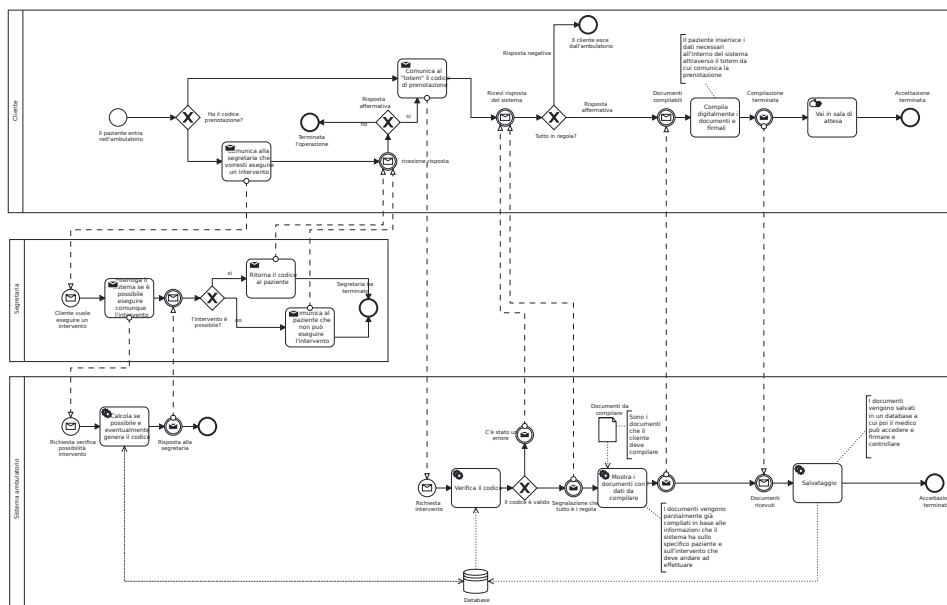 Cliente
Il paziente entra
nell'ambulatorio
Ha il codice
prenotazione?
Comunica alla
segretaria che
vorresti eseguire
un intervento
Terminata
l'operazione
no
Risposta
affermativa
si
ricezione risposta
Comunica al
"totem" il codice
di prenotazione
Ricevi risposta
del sistema
Risposta negativa
Il cliente esce
dall'ambulatorio
Tutto in regola?
Risposta
affermativa
Documenti
compilabili
Il paziente inserisce i
dati necessari
all'interno del sistema
attraverso il totem da
cui comunica la
prenotazione
Compila
digitalmente i
documenti e
firmali
Compilazione
terminata
Vai in sala di
attesa
Accettazione
terminata
Segretaria
Cliente vuole
eseguire un
intervento
Interroga il
sistema se è
possibile
eseguire
comunque
l'intervento
l'intervento è
possibile?
si
no
Ritorna il codice
al paziente
Comunica al
paziente che
non può
eseguire
l'intervento
Segretaria ha
terminato
Sistema ambulatorio
Richiesta verifica
possibilità
intervento
Calcola se
possibile e
eventualmente
genera il codice
Risposta alla
segretaria
Richiesta
intervento
Verifica il codice
C'è stato un
errore
Il codice è valido
Segnalazione che
tutto è i regola
Documenti da
compilare
Sono i
documenti
che il
cliente
deve
compilare
Mostra i
documenti con i
dati da
compilare
I documenti vengono
parzialmente già
compilati in base alle
informazioni che il
sistema ha sullo
specifico paziente e
sull'intervento che
deve andare ad
effettuare
Documenti
ricevuti
Salvataggio
I documenti
vengono salvati
in un database a
cui poi il medico
può accedere e
firmare e
controllare
Accettazio
terminat
Database